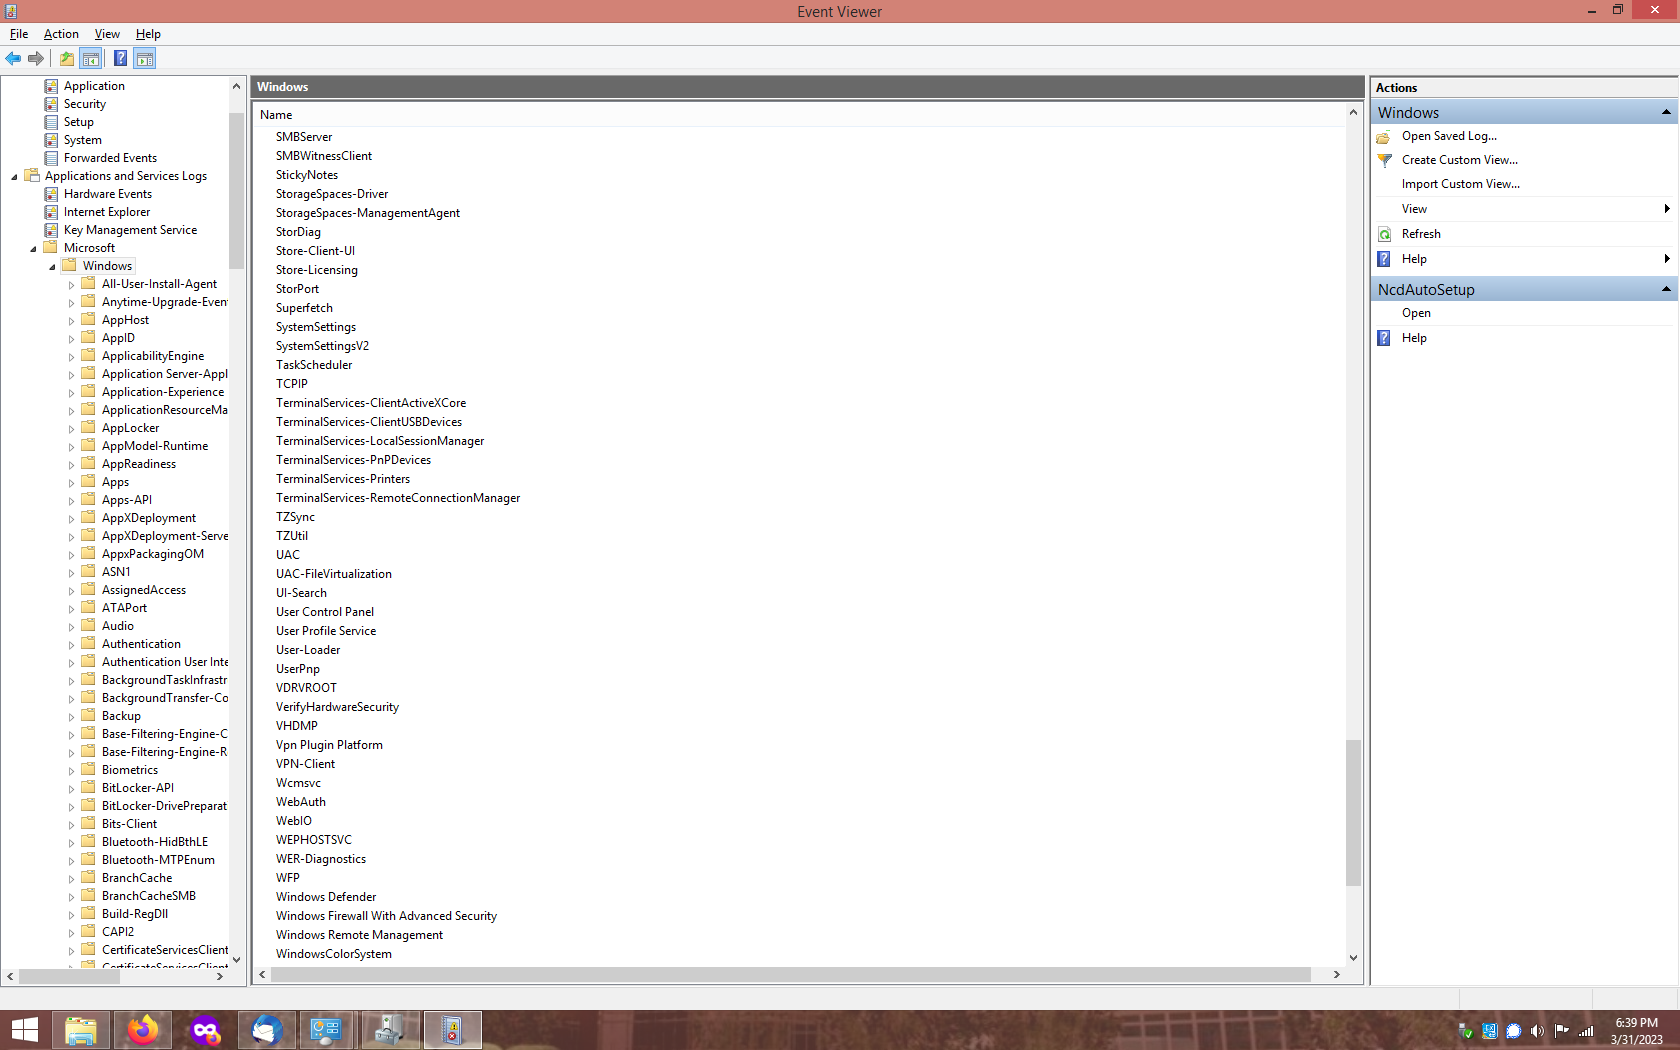 Event Viewer
File Action View Help
Application
Security
Setup
System
Forwarded Events
Applications and Services Logs
Hardware Events
Internet Explorer
Key Management Service
Microsoft
Windows
All-User-Install-Agent
Anytime-Upgrade-Even
AppHost
AppID
ApplicabilityEngine
Application Server-Appl
Application-Experience
ApplicationResourceMa
AppLocker
AppModel-Runtime
AppReadiness
Apps
Apps-API
AppXDeployment
AppXDeployment-Serve
AppxPackagingOM
ASN1
AssignedAccess
ATAPort
Audio
Authentication
Authentication User Inte
BackgroundTaskInfrastr
BackgroundTransfer-Co
Backup
Base-Filtering-Engine-C
Base-Filtering-Engine-R
Biometrics
BitLocker-API
BitLocker-DrivePreparat
Bits-Client
Bluetooth-HidBthLE
Bluetooth-MTPEnum
BranchCache
BranchCacheSMB
Build-RegDll
CAPI2
CertificateServicesClient
CertificateServicesClient
Windows
Name
SMBServer
SMBWitnessClient
StickyNotes
StorageSpaces-Driver
StorageSpaces-ManagementAgent
StorDiag
Store-Client-UI
Store-Licensing
StorPort
Superfetch
SystemSettings
SystemSettingsV2
TaskScheduler
TCPIP
TerminalServices-ClientActiveXCore
TerminalServices-ClientUSBDevices
TerminalServices-LocalSessionManager
TerminalServices-PnPDevices
TerminalServices-Printers
TerminalServices-RemoteConnectionManager
TZSync
TZUtil
UAC
UAC-FileVirtualization
UI-Search
User Control Panel
User Profile Service
User-Loader
UserPnp
VDRVROOT
VerifyHardwareSecurity
VHDMP
Vpn Plugin Platform
VPN-Client
Wcmsvc
WebAuth
WebIO
WEPHOSTSVC
WER-Diagnostics
WFP
Windows Defender
Windows Firewall With Advanced Security
Windows Remote Management
WindowsColorSystem
Actions
Windows
Open Saved Log...
Create Custom View...
Import Custom View...
View
Refresh
Help
NcdAutoSetup
Open
Help
6:39 PM
3/31/2023